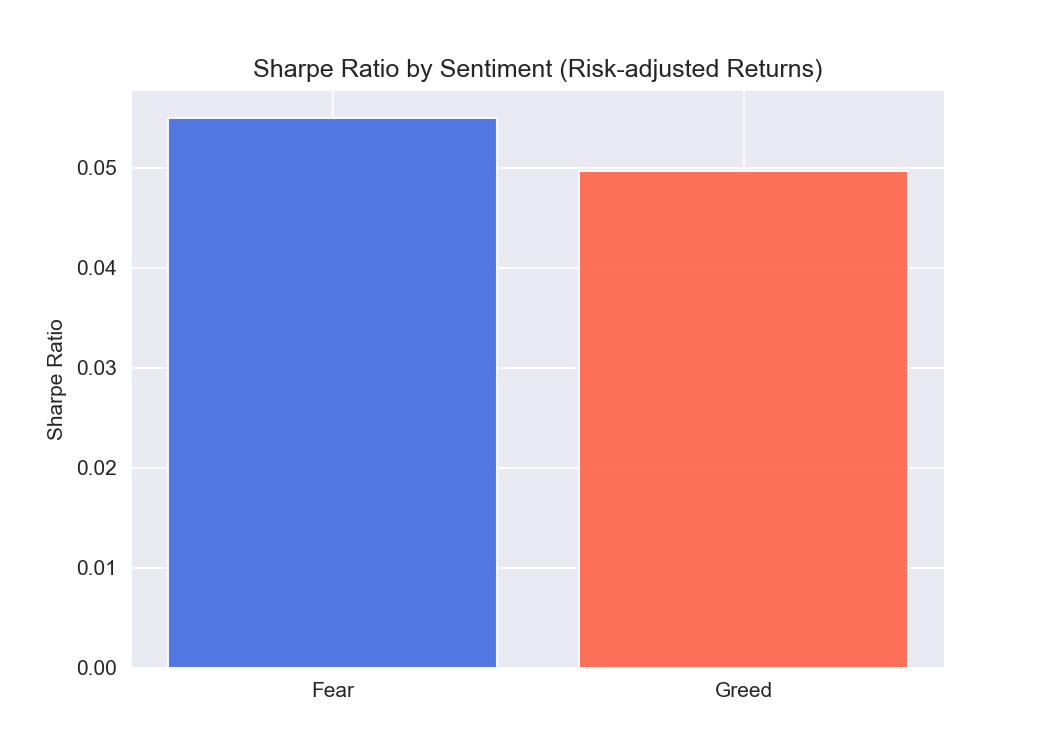 Sharpe Ratio by Sentiment (Risk-adjusted Returns)
Sharpe Ratio
0.05
0.04
0.03
0.02
0.01
0.00
Fear
Greed